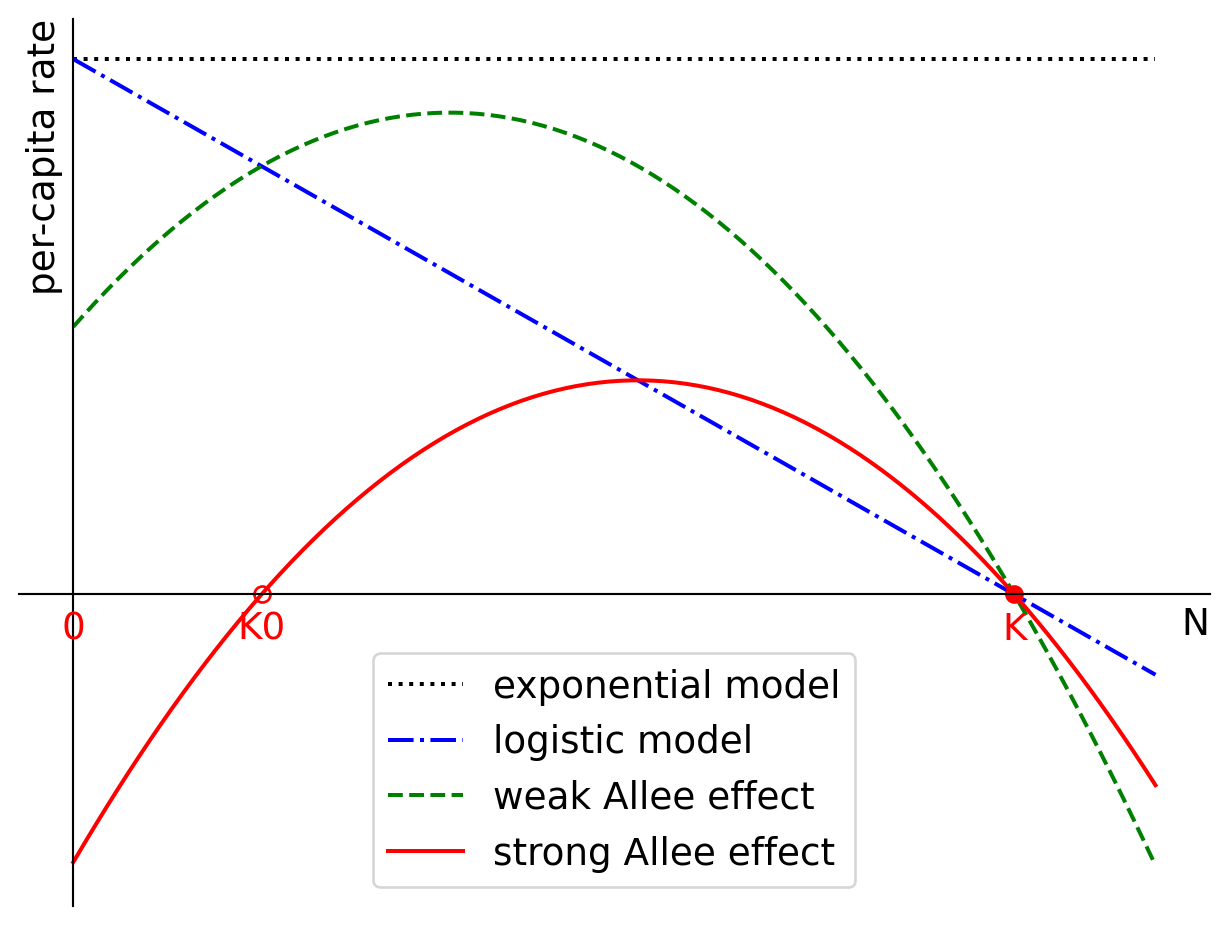 per-capita rate
0
K0
K
N
exponential model
logistic model
weak Allee effect
strong Allee effect